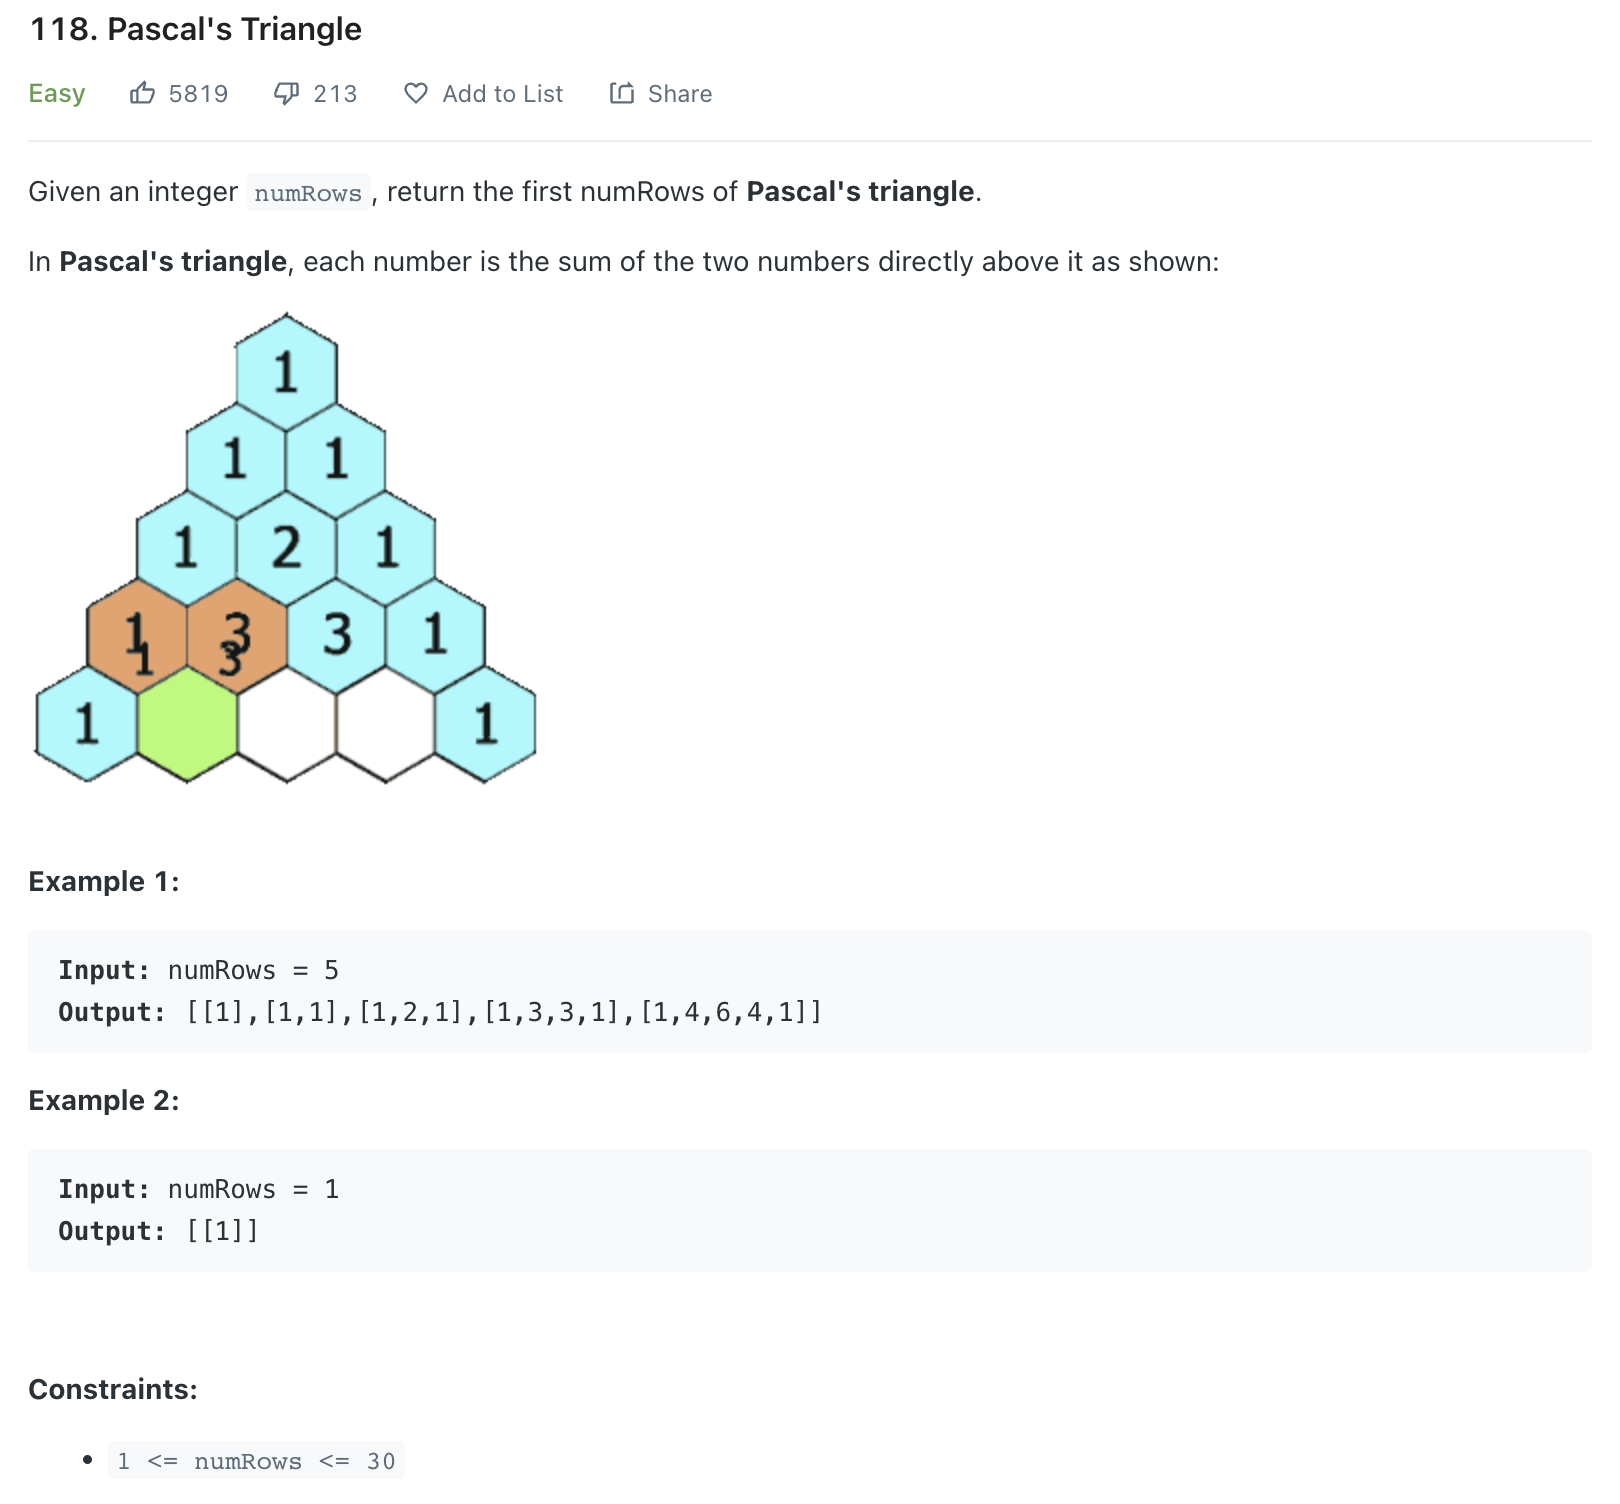 118. Pascal's Triangle
Easy 5819 213 Add to List Share
Given an integer numRows , return the first numRows of Pascal's triangle.
In Pascal's triangle, each number is the sum of the two numbers directly above it as shown:
1
1 1
1 2 1
1 3 3 1
1 3
1 1
Example 1:
Input: numRows = 5
Output: [[1],[1,1],[1,2,1],[1,3,3,1],[1,4,6,4,1]]
Example 2:
Input: numRows = 1
Output: [[1]]
Constraints:
• 1 <= numRows <= 30